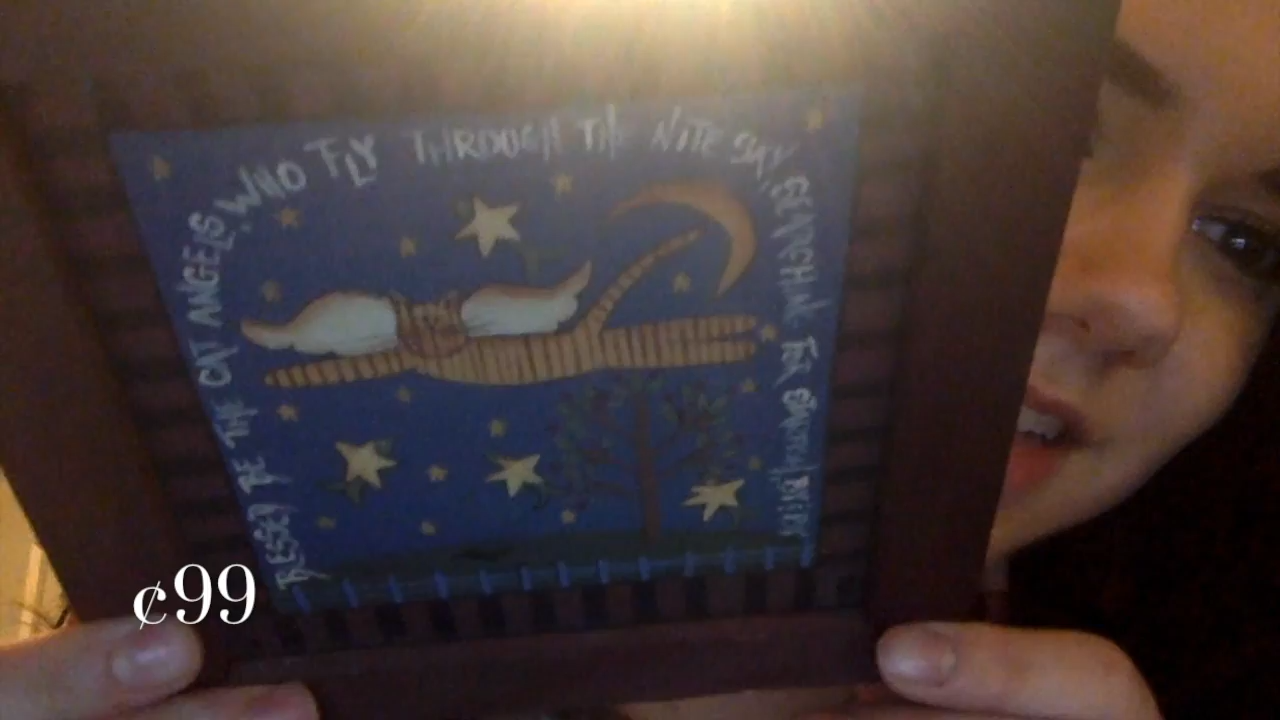 BLESSED BE THE CAT ANGELS, WHO FLY THROUGH THE NITE SKY, SEARCHING FOR
¢99